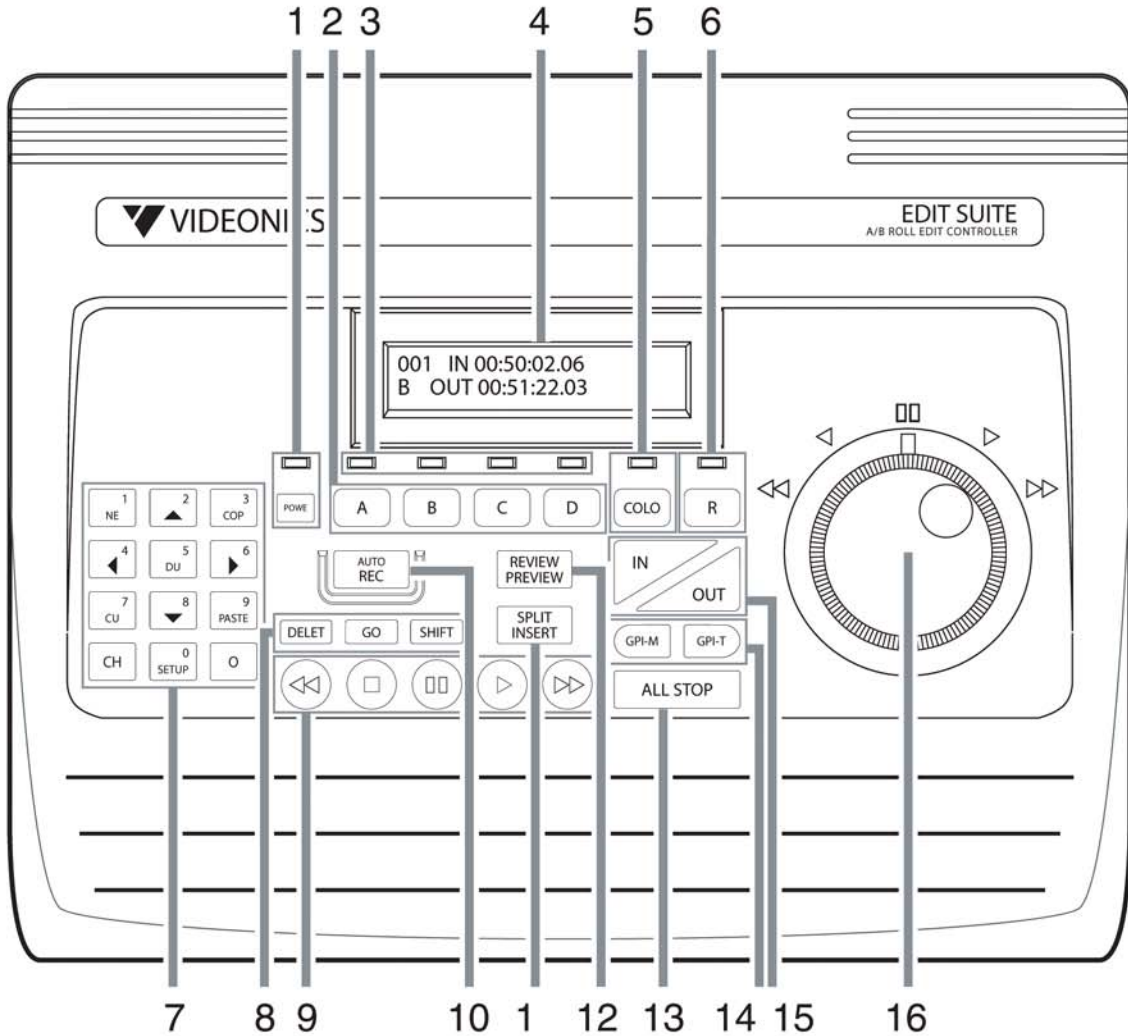 1 2 3 4 5 6
VIDEONICS
EDIT SUITE
A/B ROLL EDIT CONTROLLER
001 IN 00:50:02.06
B OUT 00:51:22.03
POWE
A B C D
COLO
R
1 NE
2
3 COP
4
5 DU
6
7 CU
8
9 PASTE
CH
0 SETUP
O
AUTO
REC
REVIEW
PREVIEW
IN
OUT
DELET GO SHIFT
SPLIT
INSERT
GPI-M GPI-T
ALL STOP
7 8 9 10 1 12 13 14 15 16